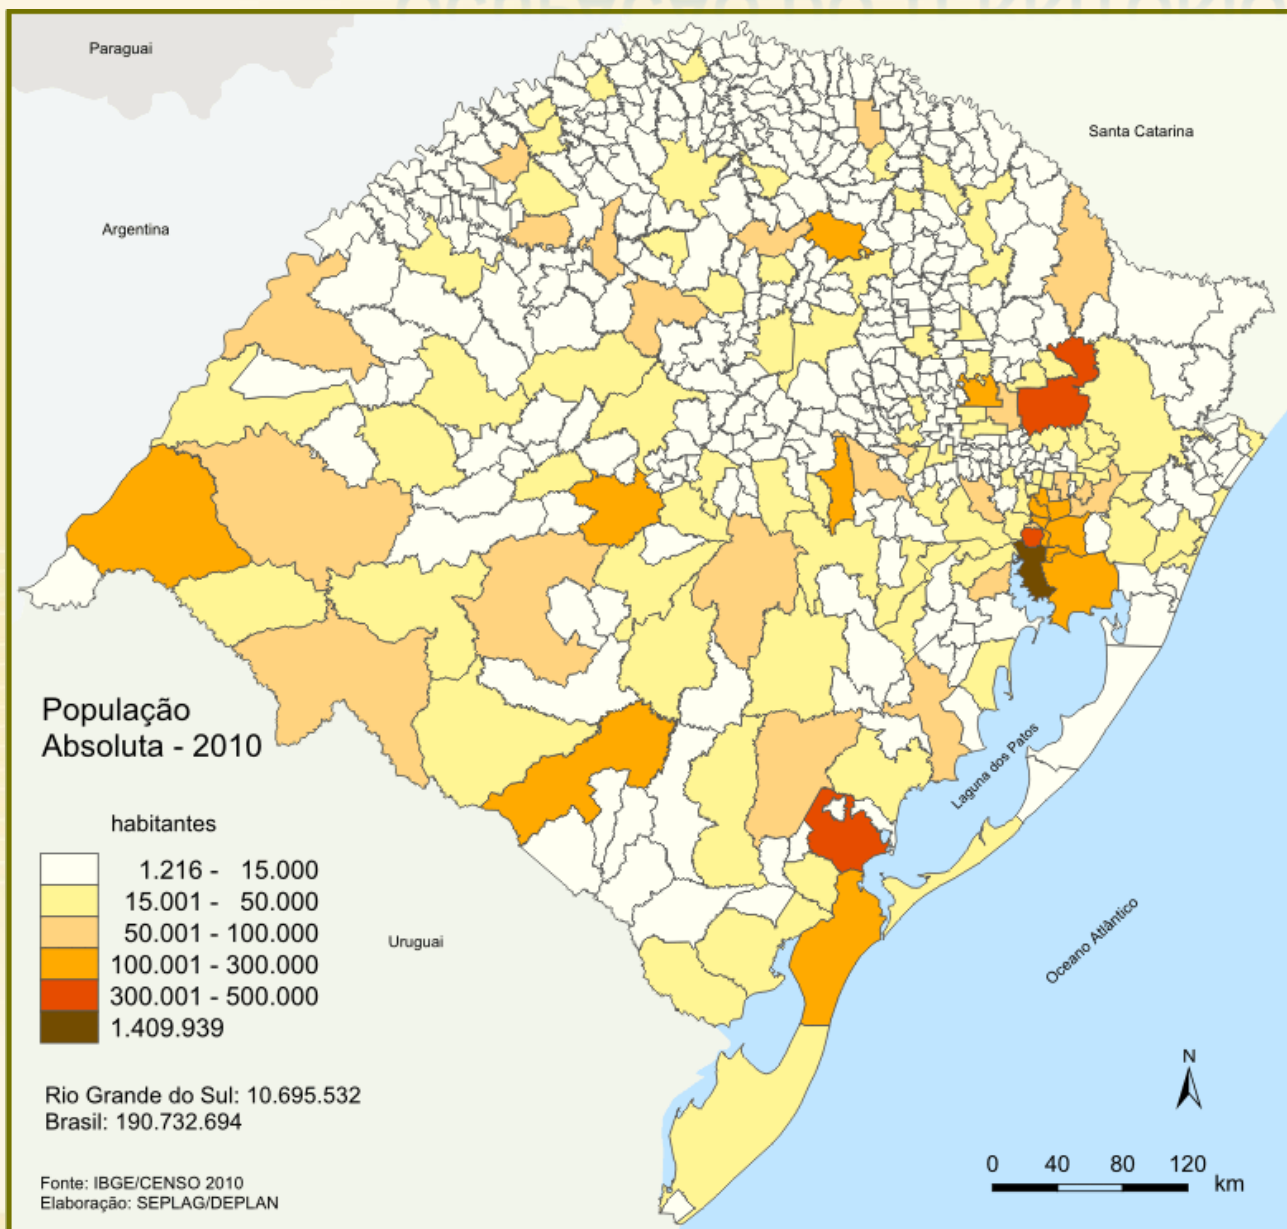 Paraguai
Santa Catarina
Argentina
População
Absoluta - 2010
habitantes
1.216 - 15.000
15.001 - 50.000
50.001 - 100.000
100.001 - 300.000
300.001 - 500.000
1.409.939
Laguna dos Patos
Uruguai
Oceano Atlântico
Rio Grande do Sul: 10.695.532
Brasil: 190.732.694
Fonte: IBGE/CENSO 2010
Elaboração: SEPLAG/DEPLAN
N
0 40 80 120
km